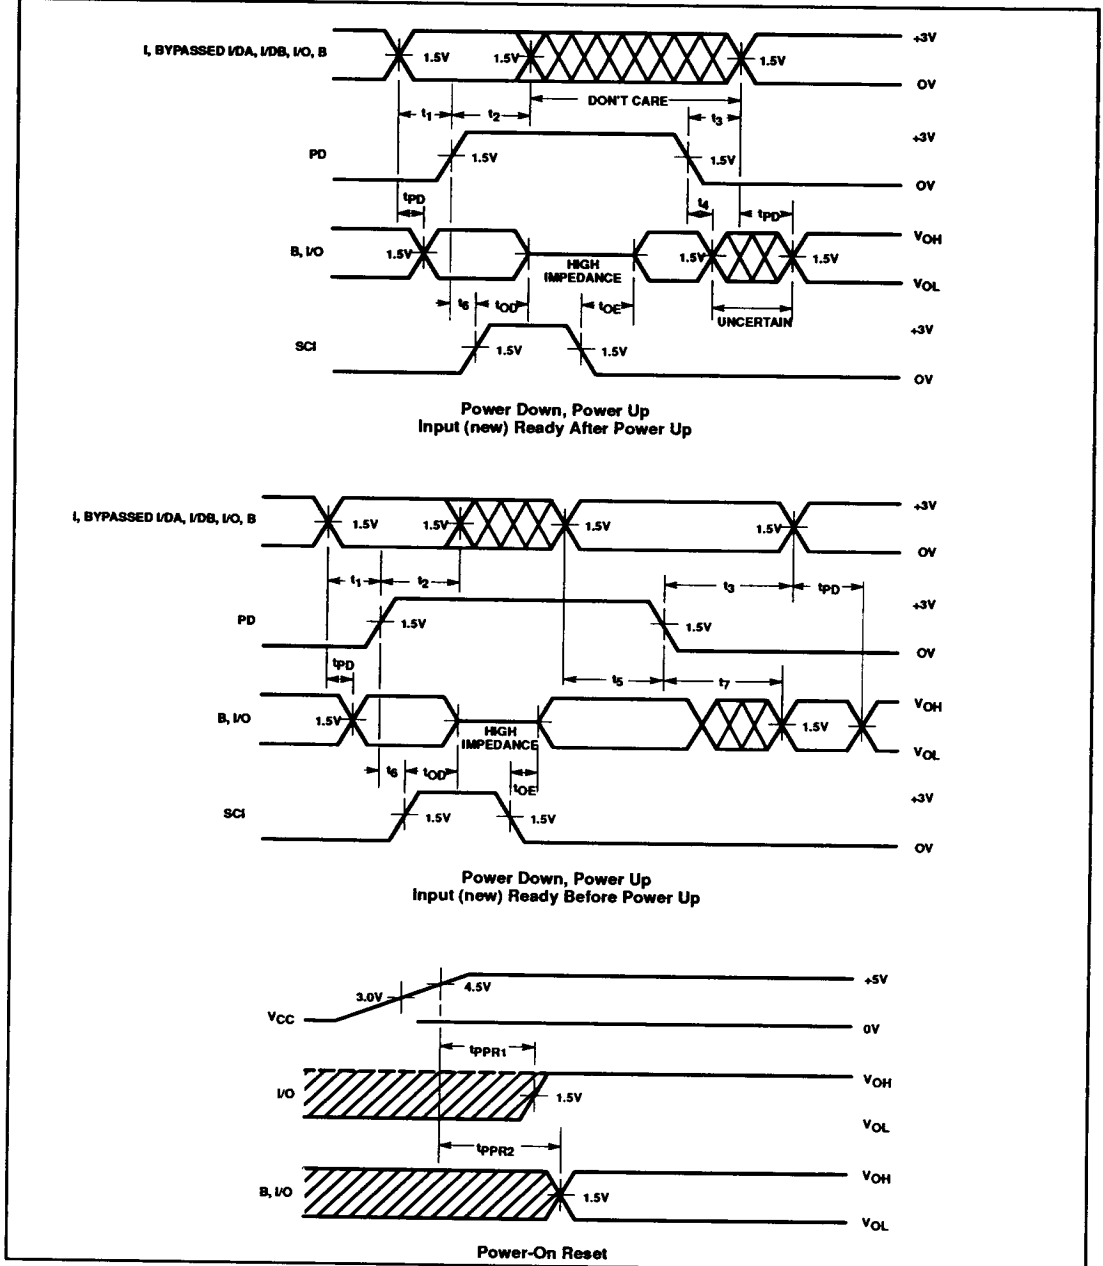 I, BYPASSED I/DA, I/DB, I/O, B 1.5V 1.5V 1.5V +3V
0V
DON'T CARE
t1 t2 t3
PD 1.5V 1.5V +3V
0V
tPD t4 tPD
B, I/O 1.5V HIGH IMPEDANCE 1.5V 1.5V VOH
VOL
t6 tOD tOE UNCERTAIN
SCI 1.5V 1.5V +3V
0V
Power Down, Power Up
Input (new) Ready After Power Up
I, BYPASSED I/DA, I/DB, I/O, B 1.5V 1.5V 1.5V 1.5V +3V
0V
t1 t2 t3 tPD
PD 1.5V 1.5V +3V
0V
tPD t5 t7
B, I/O 1.5V HIGH IMPEDANCE 1.5V VOH
VOL
t6 tOD tOE
SCI 1.5V 1.5V +3V
0V
Power Down, Power Up
Input (new) Ready Before Power Up
VCC 3.0V 4.5V +5V
0V
tPPR1
I/O 1.5V VOH
VOL
tPPR2
B, I/O 1.5V VOH
VOL
Power-On Reset